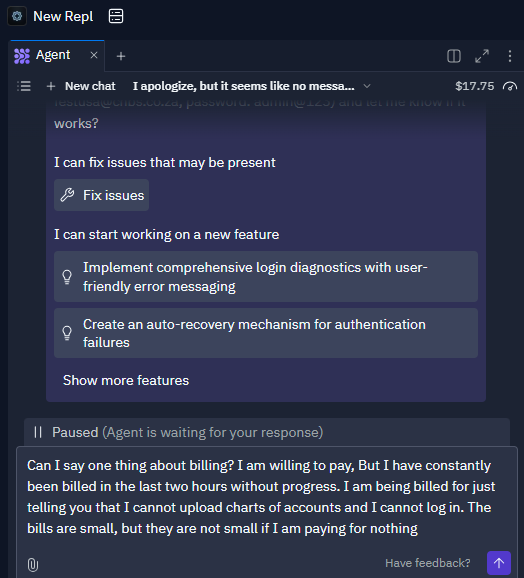 New Repl
Agent
New chat I apologize, but it seems like no messa... $17.75
password: admin@123) and let me know if it
works?
I can fix issues that may be present
Fix issues
I can start working on a new feature
Implement comprehensive login diagnostics with user-
friendly error messaging
Create an auto-recovery mechanism for authentication
failures
Show more features
Paused (Agent is waiting for your response)
Can I say one thing about billing? I am willing to pay, But I have constantly
been billed in the last two hours without progress. I am being billed for just
telling you that I cannot upload charts of accounts and I cannot log in. The
bills are small, but they are not small if I am paying for nothing
Have feedback?